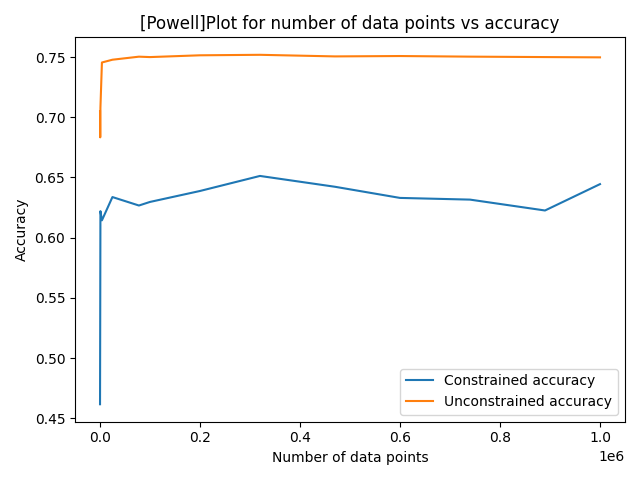 [Powell]Plot for number of data points vs accuracy
0.75
0.70
0.65
0.60
0.55
0.50
0.45
Accuracy
Constrained accuracy
Unconstrained accuracy
0.0 0.2 0.4 0.6 0.8 1.0
1e6
Number of data points